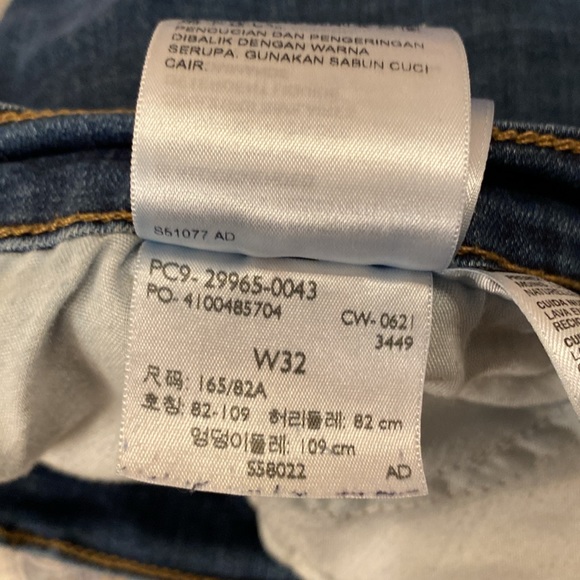 PENCUCIAN DAN PENGERINGAN
DIBALIK DENGAN WARNA
SERUPA. GUNAKAN SABUN CUCI
CAIR.
S51077 AD
PC9- 29965-0043
PO- 4100485704
CW- 0621
3449
W32
尺码: 165/82A
호칭: 82-109 허리둘레: 82 cm
엉덩이둘레: 109 cm
S58022 AD
CUIDA
LAVA